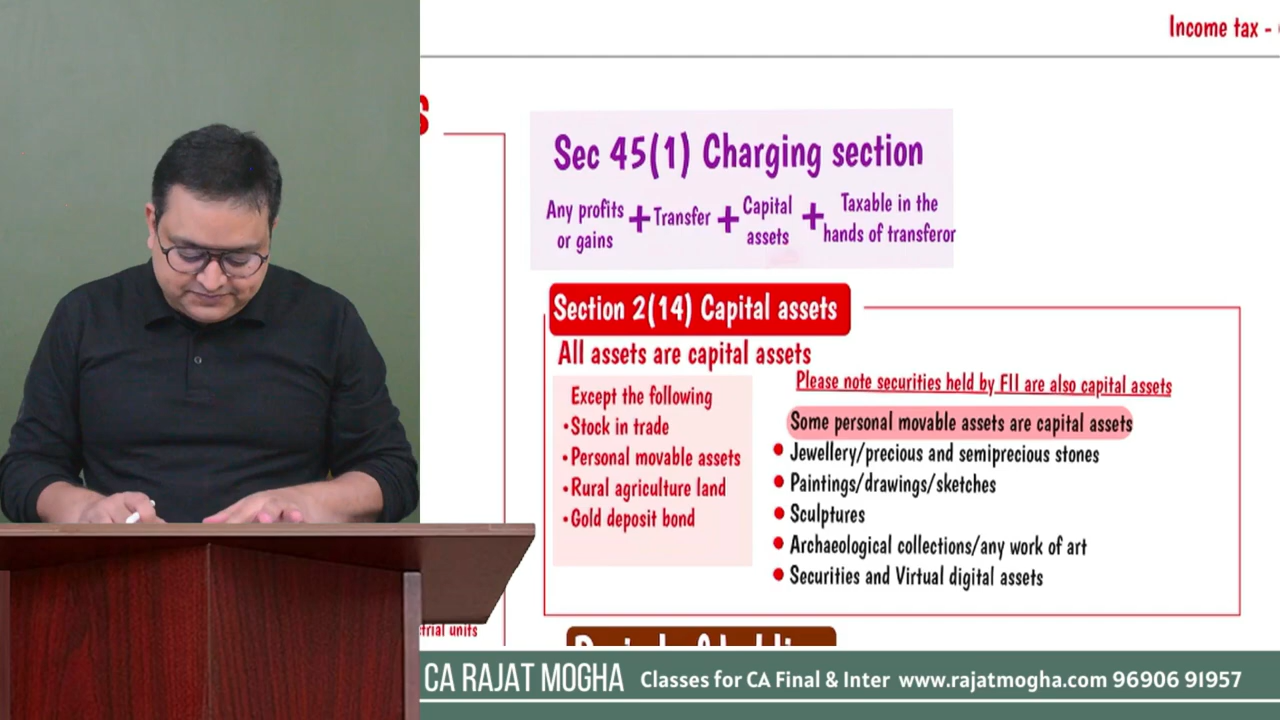 Income tax -
Sec 45(1) Charging section
Any profits or gains + Transfer + Capital assets + Taxable in the hands of transferor
Section 2(14) Capital assets
All assets are capital assets
Except the following
•Stock in trade
•Personal movable assets
•Rural agriculture land
•Gold deposit bond
Please note securities held by FII are also capital assets
Some personal movable assets are capital assets
• Jewellery/precious and semiprecious stones
• Paintings/drawings/sketches
• Sculptures
• Archaeological collections/any work of art
• Securities and Virtual digital assets
units
CA RAJAT MOGHA Classes for CA Final & Inter www.rajatmogha.com 96906 91957